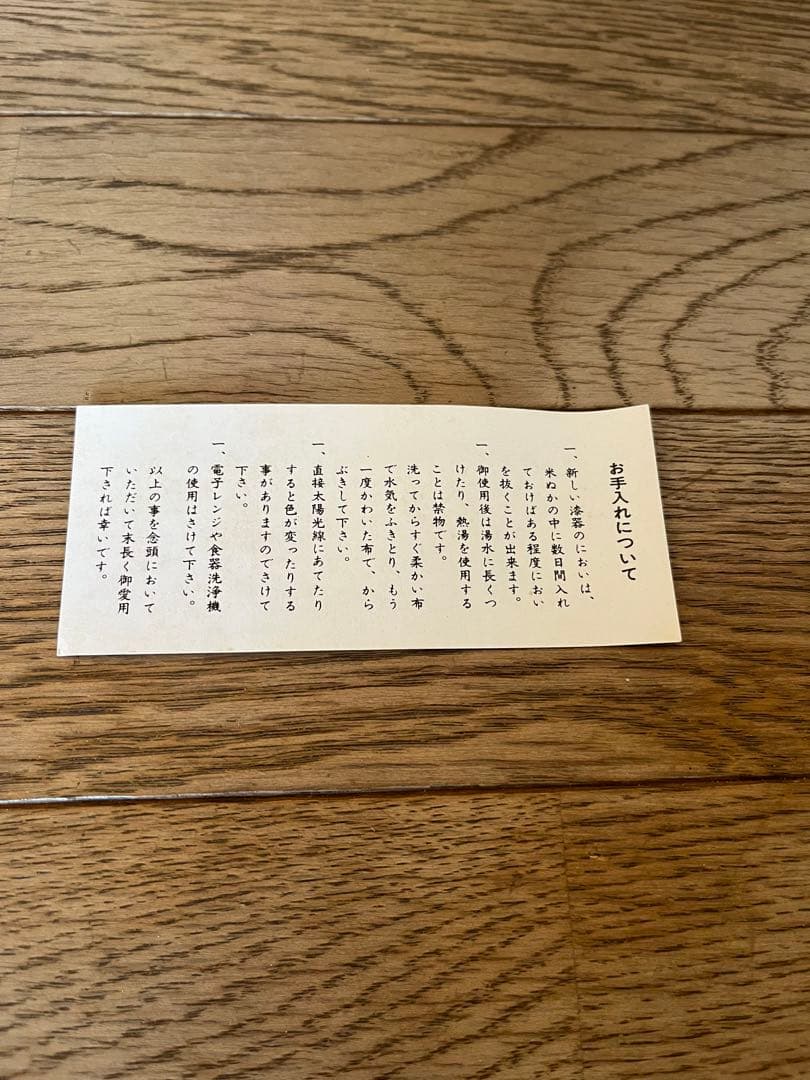 お手入れについて
一、新しい漆器のにおいは、
米ぬかの中に数日間入れ
ておけばある程度におい
を抜くことが出来ます。
一、御使用後は湯水に長くつ
けたり、熱湯を使用する
ことは禁物です。
洗ってからすぐ柔かい布
で水気をふきとり、もう
一度かわいた布で、から
ぶきして下さい。
一、直接太陽光線にあてたり
すると色が変ったりする
事がありますのでさけて
下さい。
一、電子レンジや食器洗浄機
の使用はさけて下さい。
以上の事を念頭において
いただいて末長く御愛用
下されば幸いです。